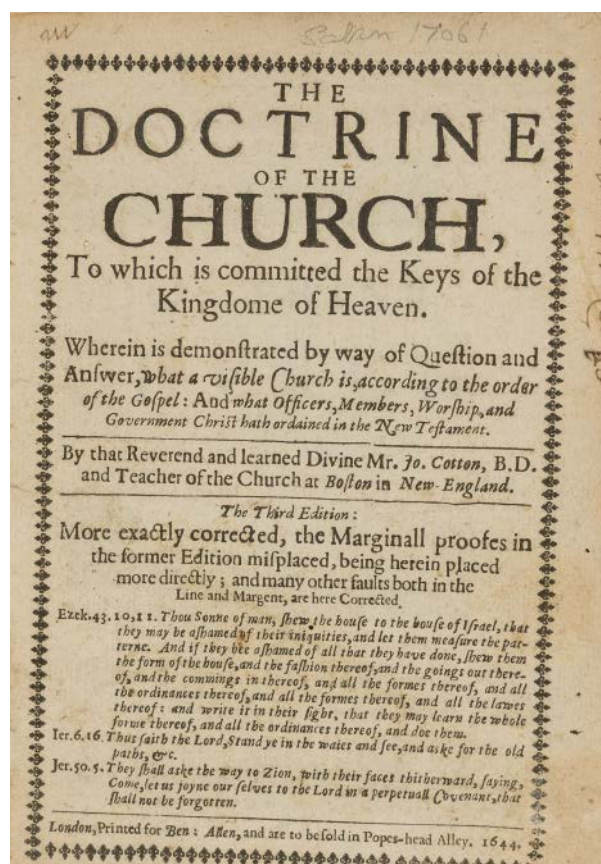 Sabin 17061
THE
DOCTRINE
OF THE
CHURCH,
To which is committed the Keys of the
Kingdome of Heaven.
Wherein is demonſtrated by way of Queſtion and
Anſwer, what a viſible Church is, according to the order
of the Goſpel: And what Officers, Members, Worſhip, and
Government Chriſt hath ordained in the New Teſtament.
By that Reverend and learned Divine Mr. Jo. Cotton, B.D.
and Teacher of the Church at Boſton in New-England.
The Third Edition:
More exactly corrected, the Marginall proofes in
the former Edition miſplaced, being herein placed
more directly; and many other faults both in the
Line and Margent, are here Corrected.
Ezek.43.10,11. Thou Sonne of man, ſhew the houſe to the houſe of Iſrael, that
they may be aſhamed of their iniquities, and let them meaſure the pat-
terne. And if they bee aſhamed of all that they have done, ſhew them
the form of the houſe, and the faſhion thereof, and the goings out there-
of, and the commings in thereof, and all the formes thereof, and all
the ordinances thereof, and all the formes thereof, and all the lawes
thereof: and write it in their ſight, that they may learn the whole
forme thereof, and all the ordinances thereof, and doe them.
Ier.6.16. Thus ſaith the Lord, Stand ye in the waies and ſee, and aske for the old
paths, &c.
Jer.50.5. They ſhall aske the way to Zion, with their faces thitherward, ſaying,
Come, let us joyne our ſelves to the Lord in a perpetuall Covenant, that
ſhall not be forgotten.
London, Printed for Ben: Allen, and are to be ſold in Popes-head Alley. 1644.